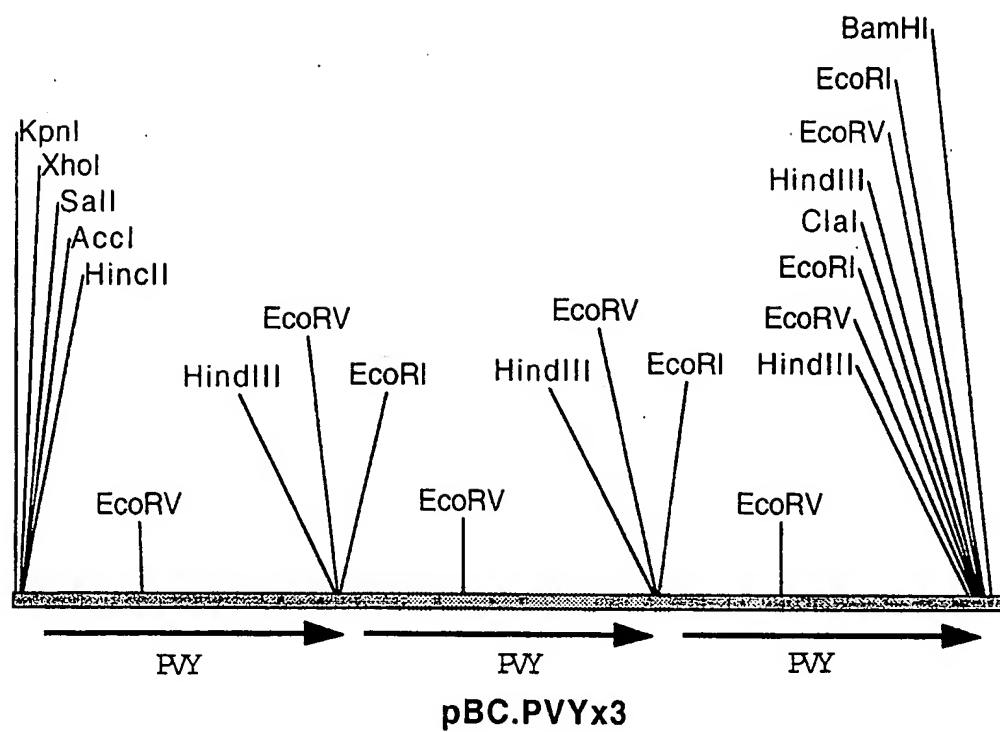 BamHI
EcoRI
KpnI
EcoRV
XhoI
HindIII
SalI
ClaI
AccI
EcoRI
HincII
EcoRV
EcoRV
EcoRV
HindIII
EcoRI
HindIII
EcoRI
HindIII
EcoRV
EcoRV
EcoRV
PVY
PVY
PVY
pBC.PVYx3